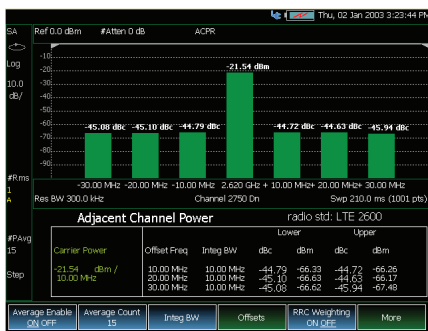 Thu, 02 Jan 2003 3:23:44 PM
SA Ref 0.0 dBm #Atten 0 dB ACPR
Log
10.0
dB/
-10
-20
-30
-40
-50
-60
-70
-80
-90
-21.54 dBm
-45.08 dBc -45.10 dBc -44.79 dBc -44.72 dBc -44.63 dBc -45.94 dBc
#Rms
1
A
-30.00 MHz -20.00 MHz -10.00 MHz 2.620 GHz + 10.00 MHz+ 20.00 MHz+ 30.00 MHz
Res BW 300.0 kHz Channel 2750 Dn Swp 210.0 ms (1001 pts)
Adjacent Channel Power radio std: LTE 2600
#PAvg
15
Step
Lower Upper
Carrier Power Offset Freq Integ BW dBc dBm dBc dBm
-21.54 dBm /
10.00 MHz
10.00 MHz 10.00 MHz -44.79 -66.33 -44.72 -66.26
20.00 MHz 10.00 MHz -45.10 -66.63 -44.63 -66.17
30.00 MHz 10.00 MHz -45.08 -66.62 -45.94 -67.48
Average Enable
ON OFF
Average Count
15
Integ BW
Offsets
RRC Weighting
ON OFF
More